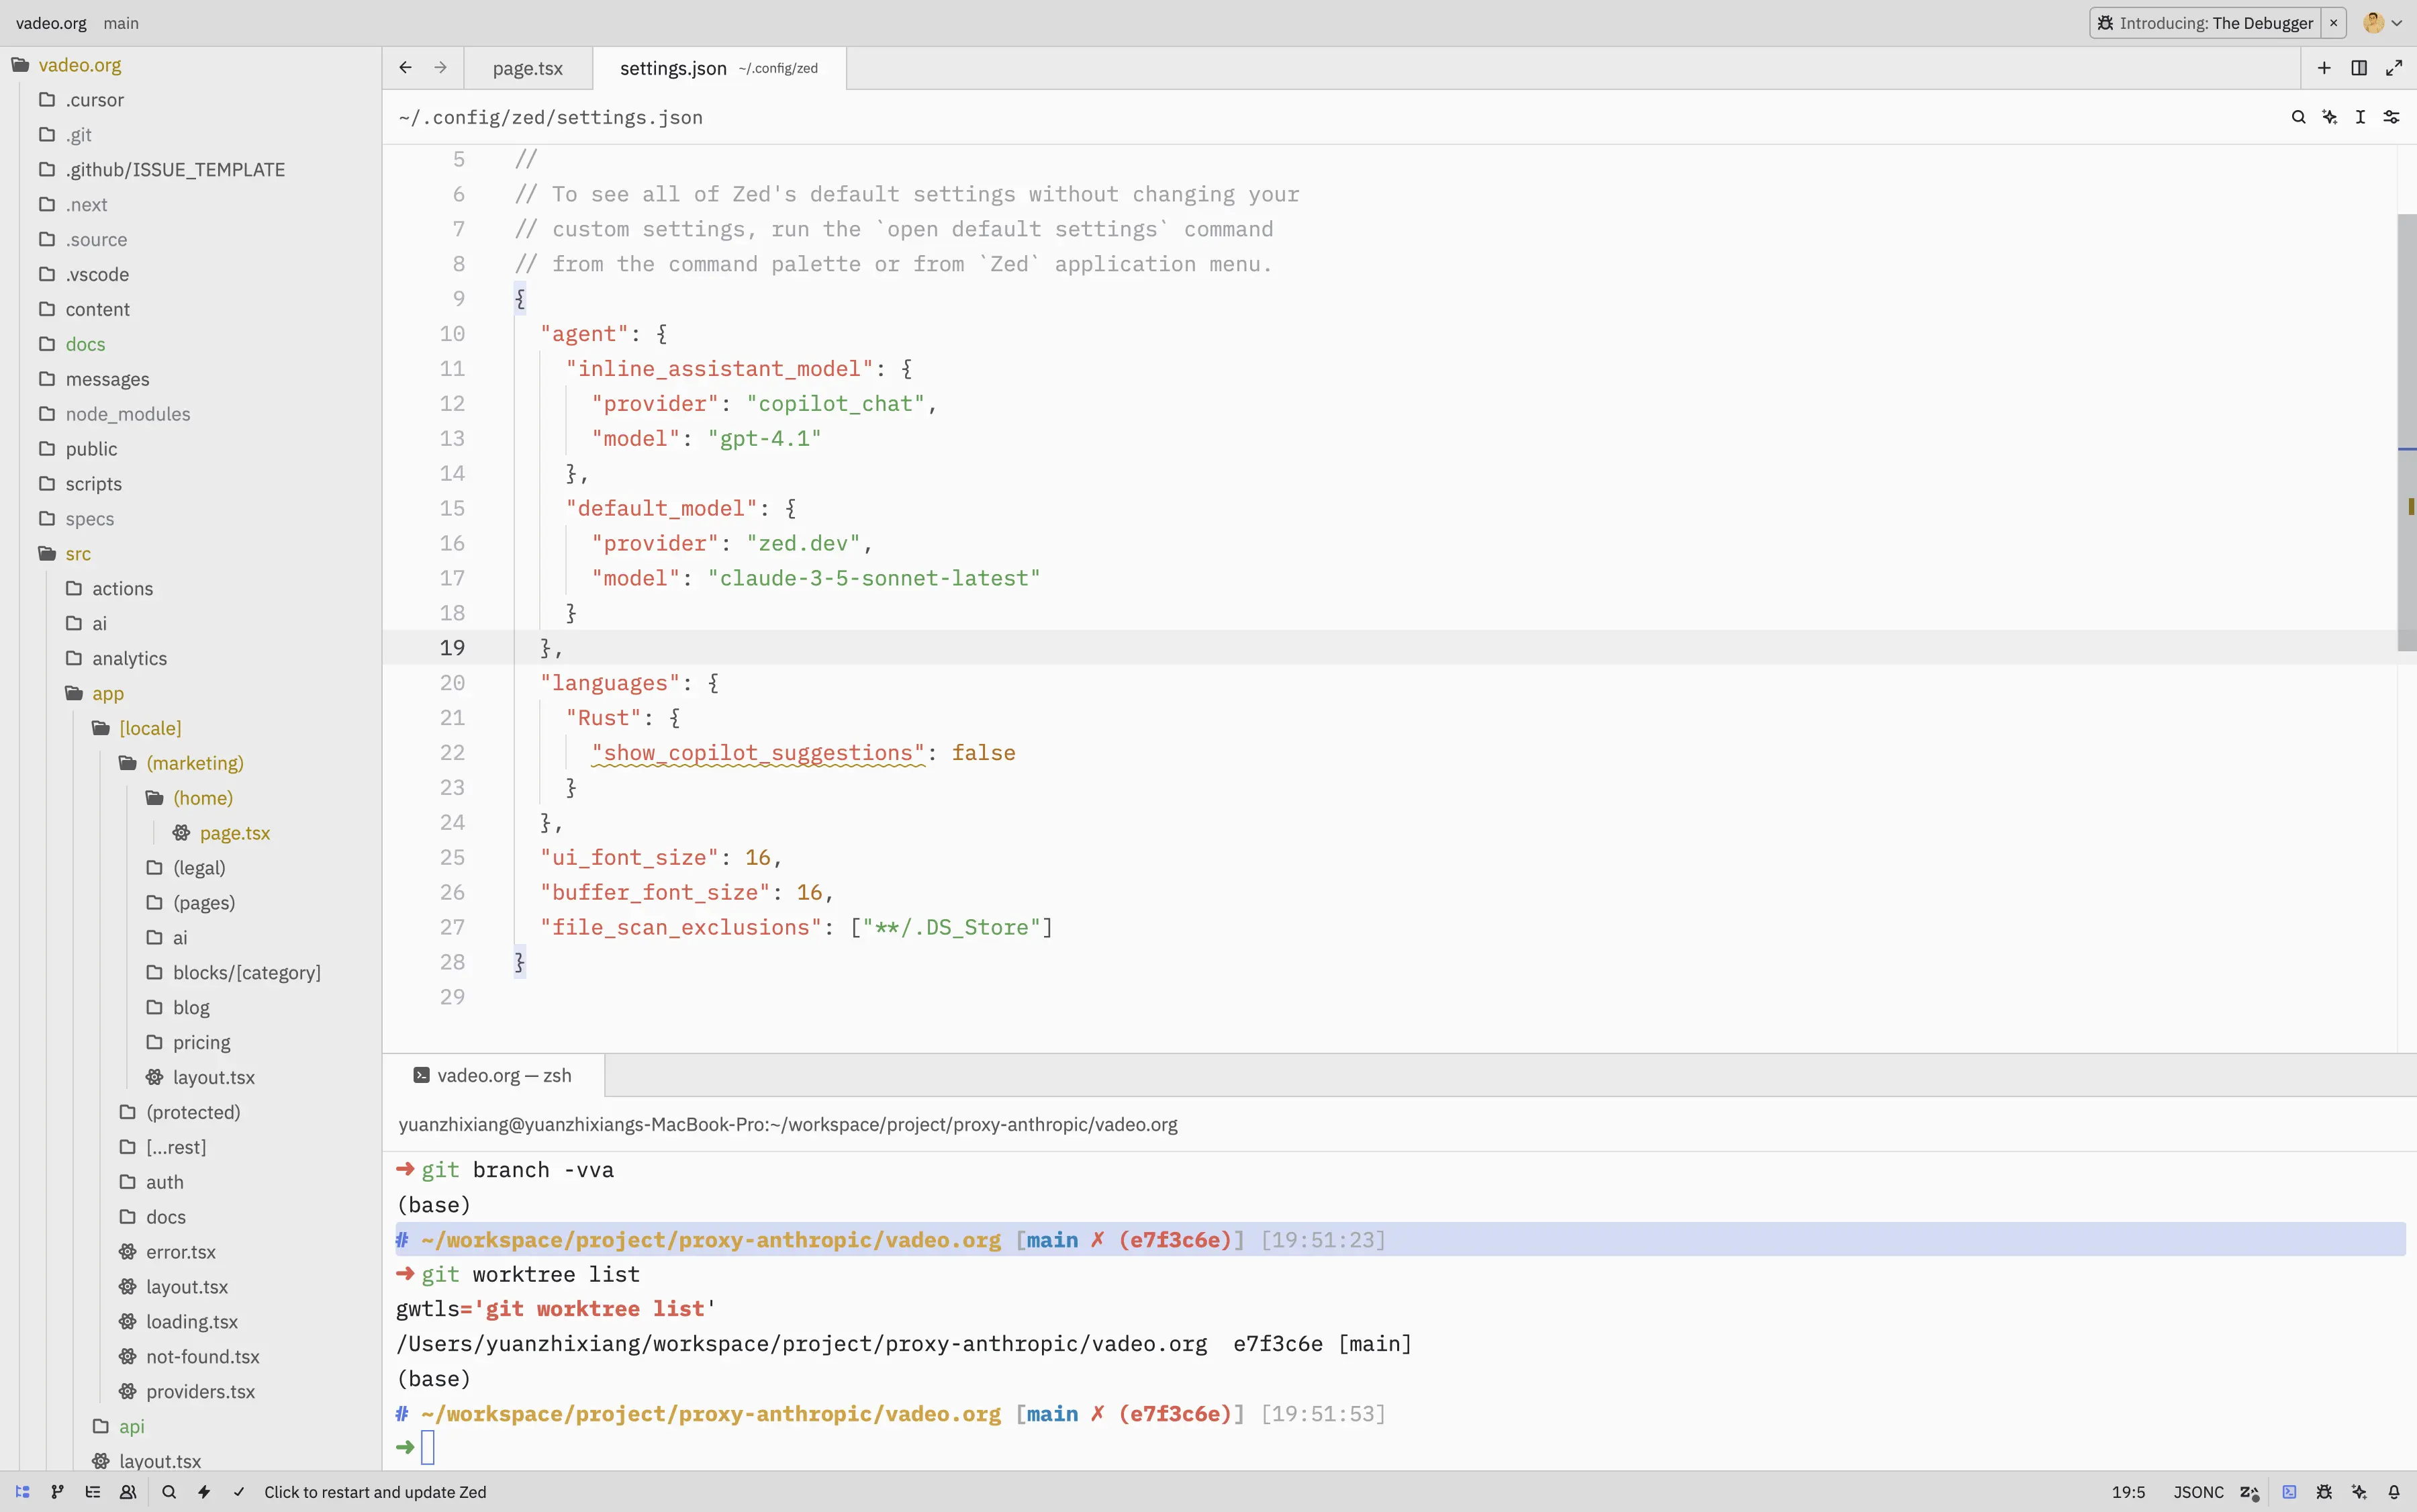 vadeo.org main
Introducing: The Debugger
vadeo.org
.cursor
.git
.github/ISSUE_TEMPLATE
.next
.source
.vscode
content
docs
messages
node_modules
public
scripts
specs
src
actions
ai
analytics
app
[locale]
(marketing)
(home)
page.tsx
(legal)
(pages)
ai
blocks/[category]
blog
pricing
layout.tsx
(protected)
[...rest]
auth
docs
error.tsx
layout.tsx
loading.tsx
not-found.tsx
providers.tsx
api
layout.tsx
page.tsx
settings.json ~/.config/zed
~/.config/zed/settings.json
5 //
6 // To see all of Zed's default settings without changing your
7 // custom settings, run the `open default settings` command
8 // from the command palette or from `Zed` application menu.
9 {
10 "agent": {
11 "inline_assistant_model": {
12 "provider": "copilot_chat",
13 "model": "gpt-4.1"
14 },
15 "default_model": {
16 "provider": "zed.dev",
17 "model": "claude-3-5-sonnet-latest"
18 }
19 },
20 "languages": {
21 "Rust": {
22 "show_copilot_suggestions": false
23 }
24 },
25 "ui_font_size": 16,
26 "buffer_font_size": 16,
27 "file_scan_exclusions": ["**/.DS_Store"]
28 }
29
vadeo.org — zsh
yuanzhixiang@yuanzhixiangs-MacBook-Pro:~/workspace/project/proxy-anthropic/vadeo.org
➜ git branch -vva
(base)
# ~/workspace/project/proxy-anthropic/vadeo.org [main ✗ (e7f3c6e)] [19:51:23]
➜ git worktree list
gwtls='git worktree list'
/Users/yuanzhixiang/workspace/project/proxy-anthropic/vadeo.org e7f3c6e [main]
(base)
# ~/workspace/project/proxy-anthropic/vadeo.org [main ✗ (e7f3c6e)] [19:51:53]
➜
Click to restart and update Zed
19:5 JSONC